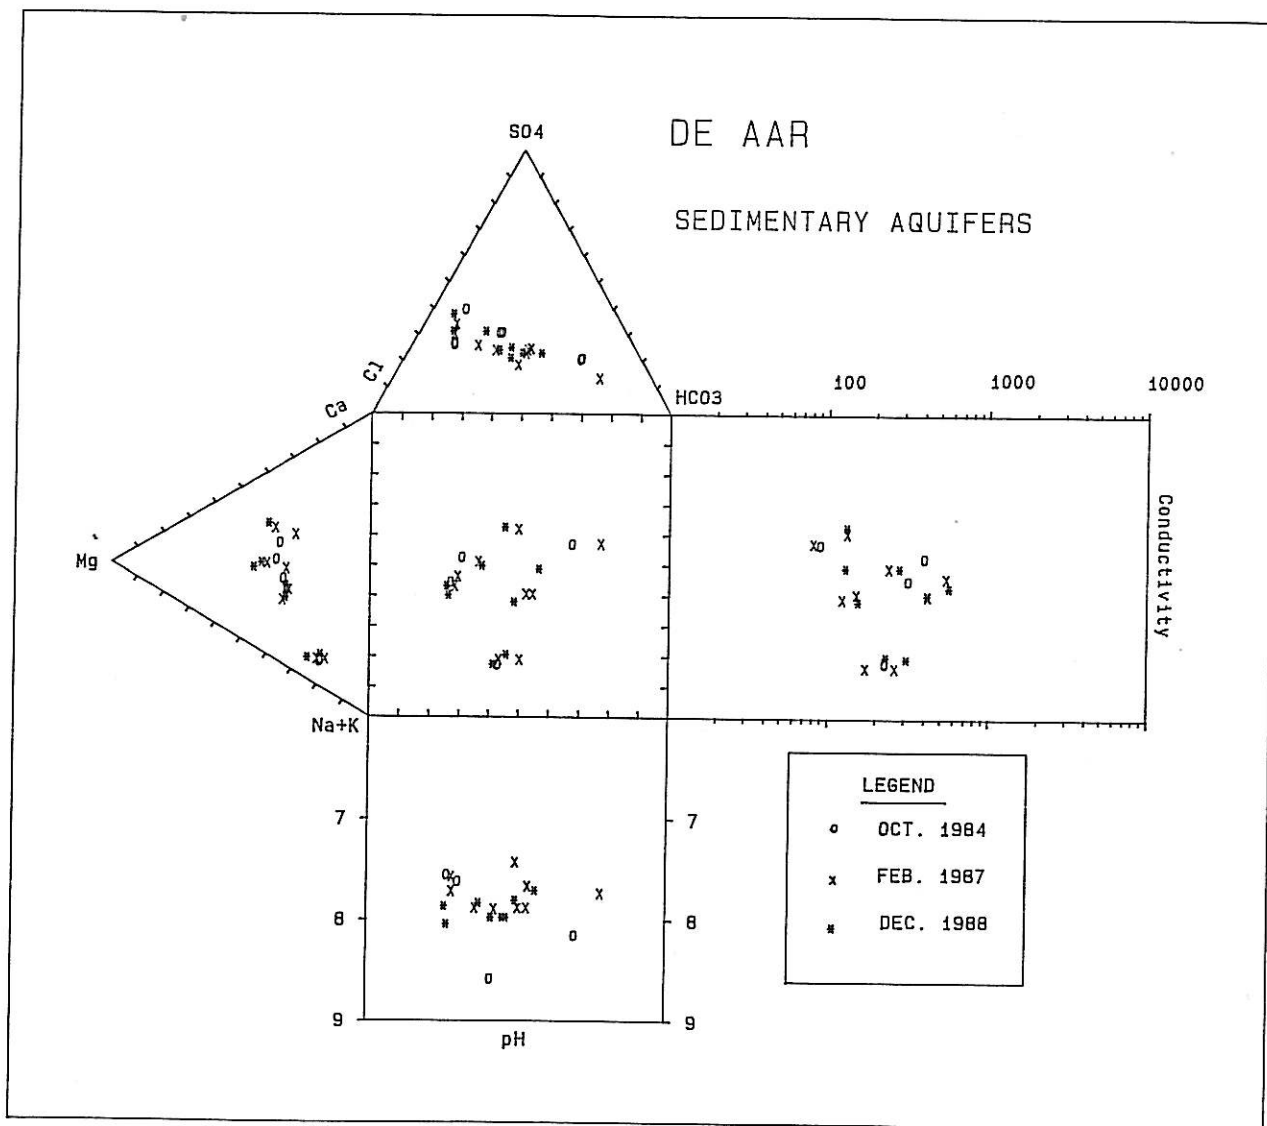 DE AAR
SEDIMENTARY AQUIFERS
SO4
Cl
HCO3
Ca
Mg
Na+K
100 1000 10000
Conductivity
7 7
8 8
9 9
pH
LEGEND
o OCT. 1984
x FEB. 1987
* DEC. 1988